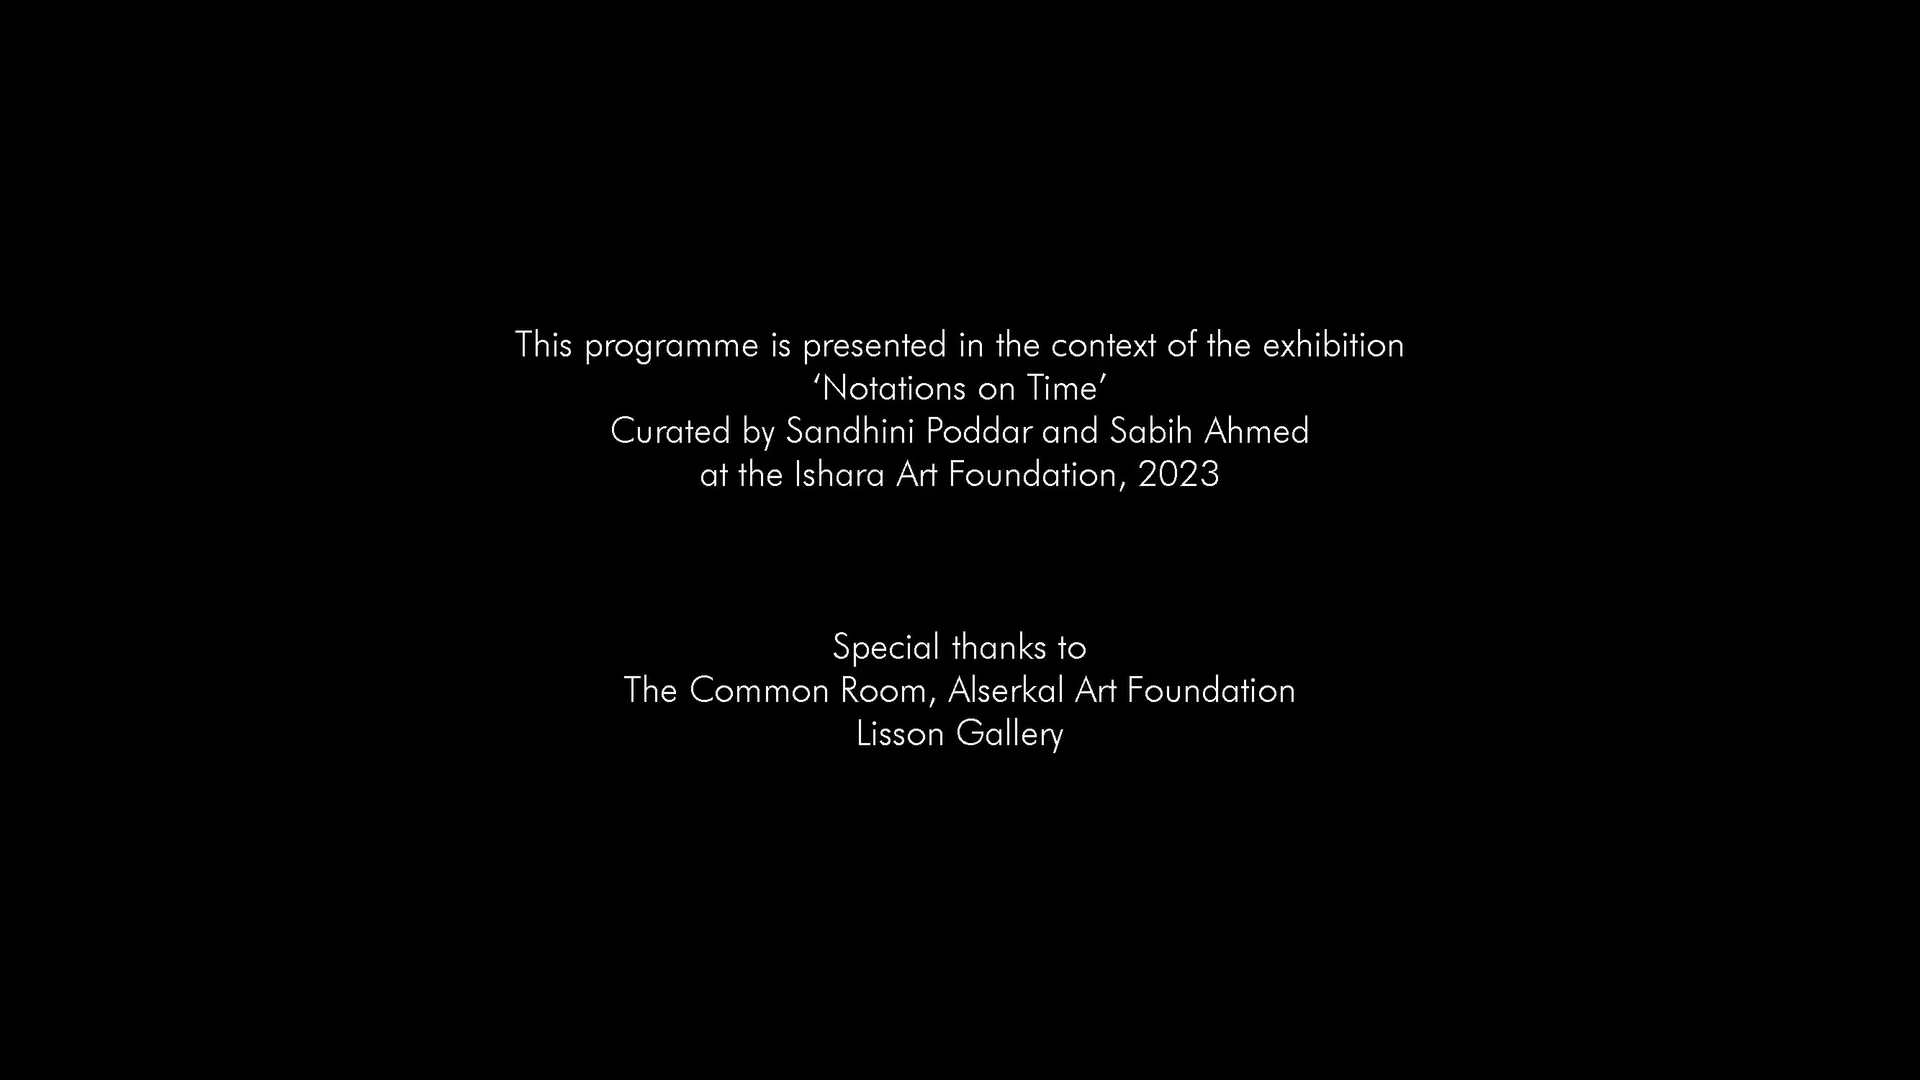 This programme is presented in the context of the exhibition
‘Notations on Time’
Curated by Sandhini Poddar and Sabih Ahmed
at the Ishara Art Foundation, 2023
Special thanks to
The Common Room, Alserkal Art Foundation
Lisson Gallery